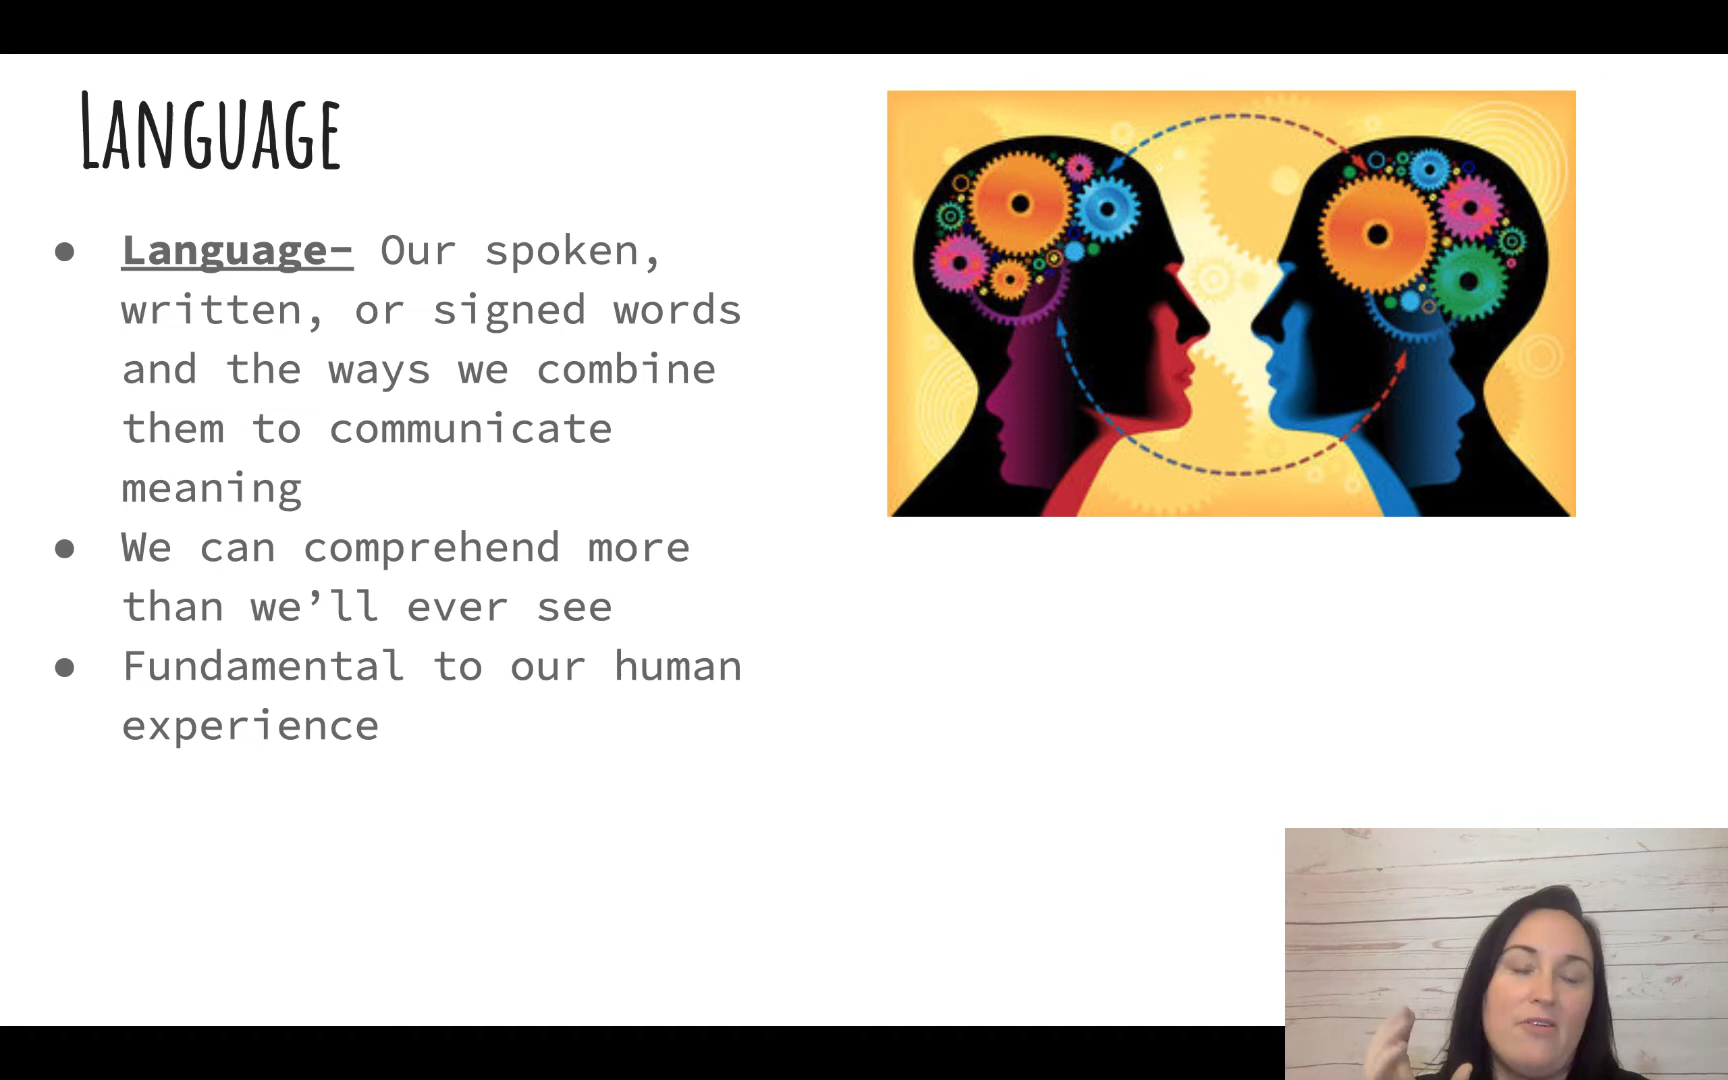 Language
● Language- Our spoken,
written, or signed words
and the ways we combine
them to communicate
meaning
● We can comprehend more
than we’ll ever see
● Fundamental to our human
experience